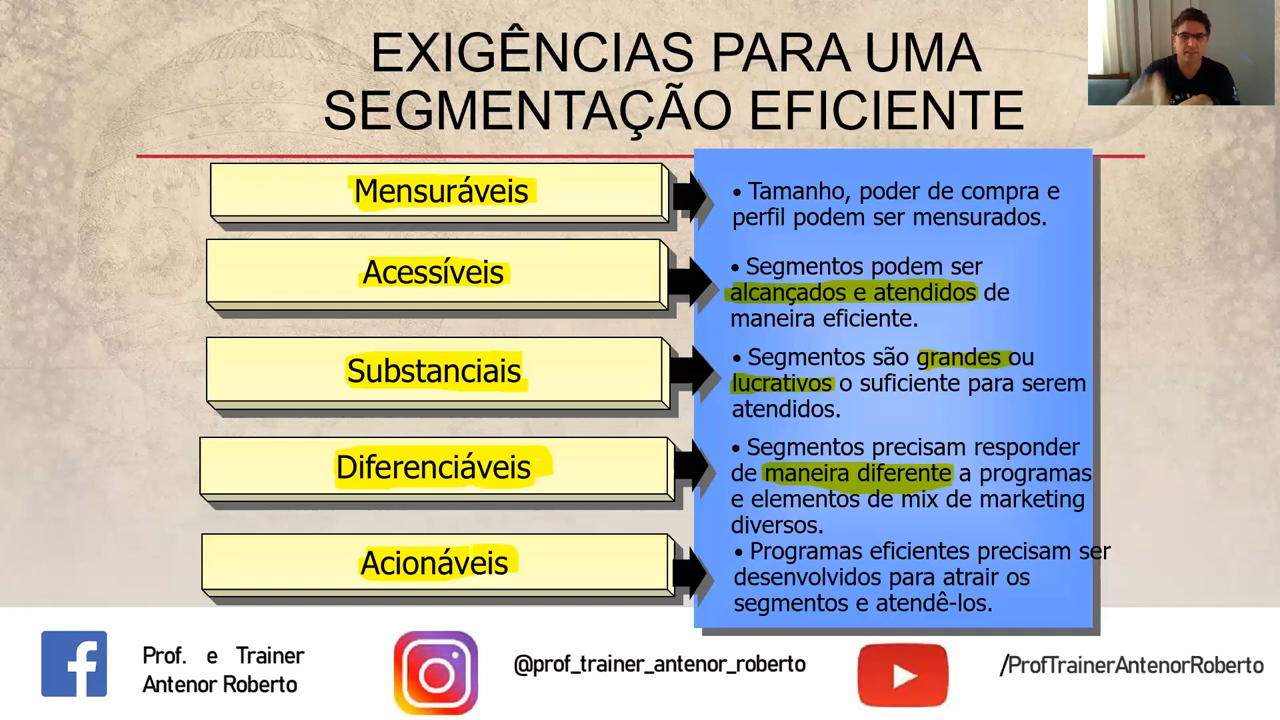 EXIGÊNCIAS PARA UMA
SEGMENTAÇÃO EFICIENTE
Mensuráveis
• Tamanho, poder de compra e
perfil podem ser mensurados.
Acessíveis
• Segmentos podem ser
alcançados e atendidos de
maneira eficiente.
Substanciais
• Segmentos são grandes ou
lucrativos o suficiente para serem
atendidos.
Diferenciáveis
• Segmentos precisam responder
de maneira diferente a programas
e elementos de mix de marketing
diversos.
Acionáveis
• Programas eficientes precisam ser
desenvolvidos para atrair os
segmentos e atendê-los.
Prof. e Trainer
Antenor Roberto
@prof_trainer_antenor_roberto
/ProfTrainerAntenorRoberto